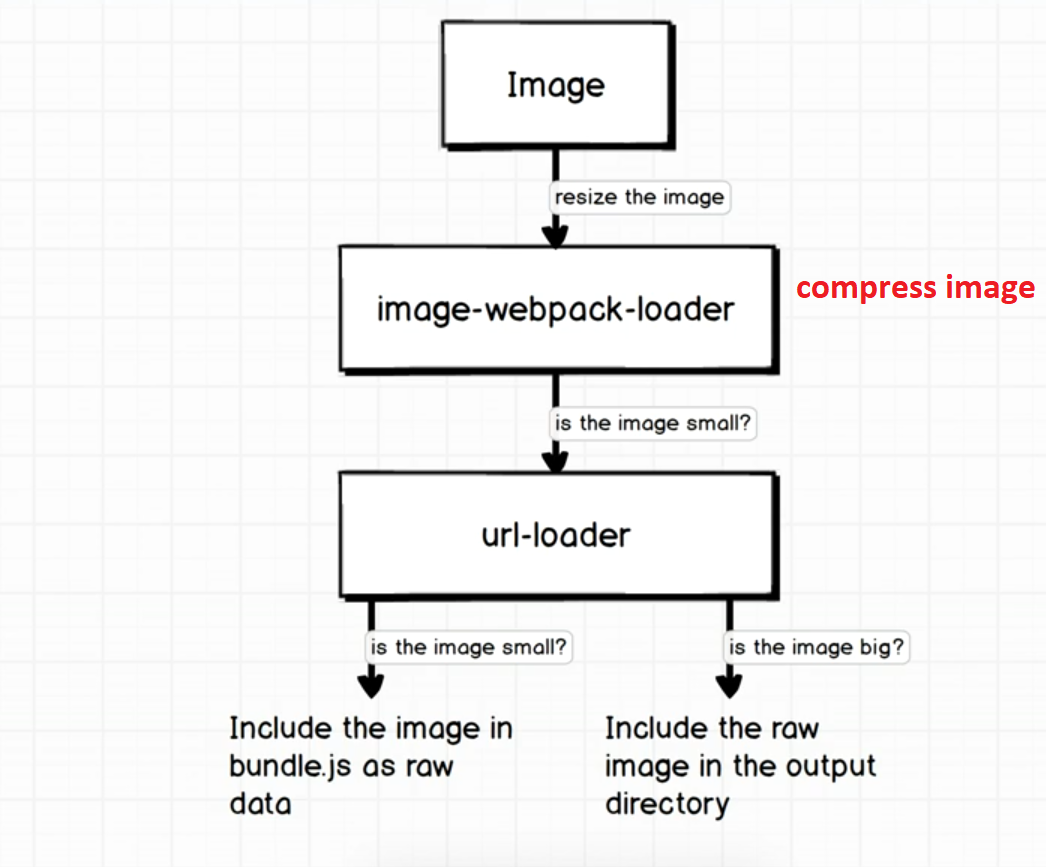 Image
resize the image
image-webpack-loader
compress image
is the image small?
url-loader
is the image small?
is the image big?
Include the image in
bundle.js as raw
data
Include the raw
image in the output
directory